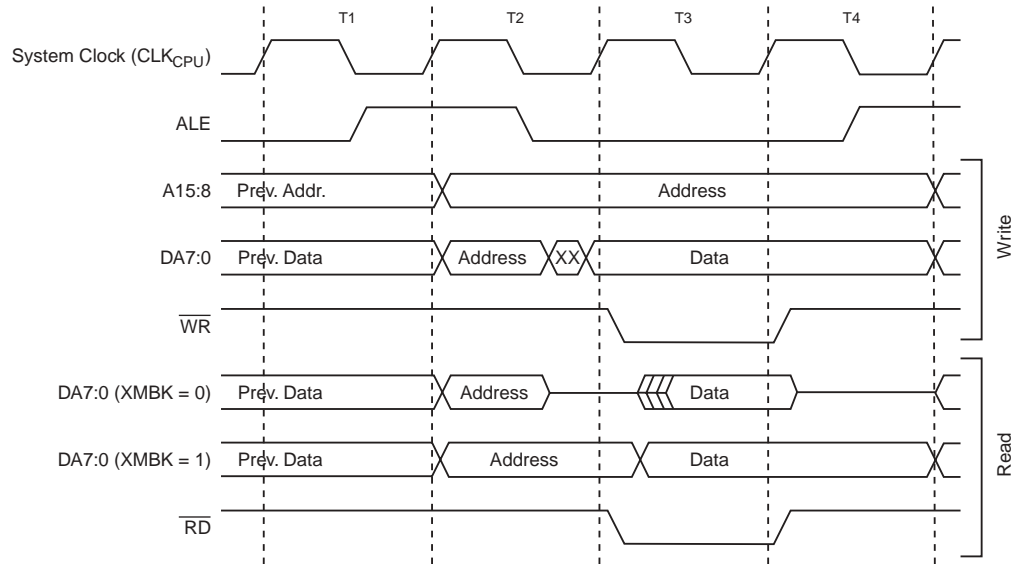 T1 T2 T3 T4
System Clock (CLKCPU)
ALE
A15:8 Prev. Addr. Address
DA7:0 Prev. Data Address XX Data
WR
Write
DA7:0 (XMBK = 0) Prev. Data Address Data
DA7:0 (XMBK = 1) Prev. Data Address Data
RD
Read